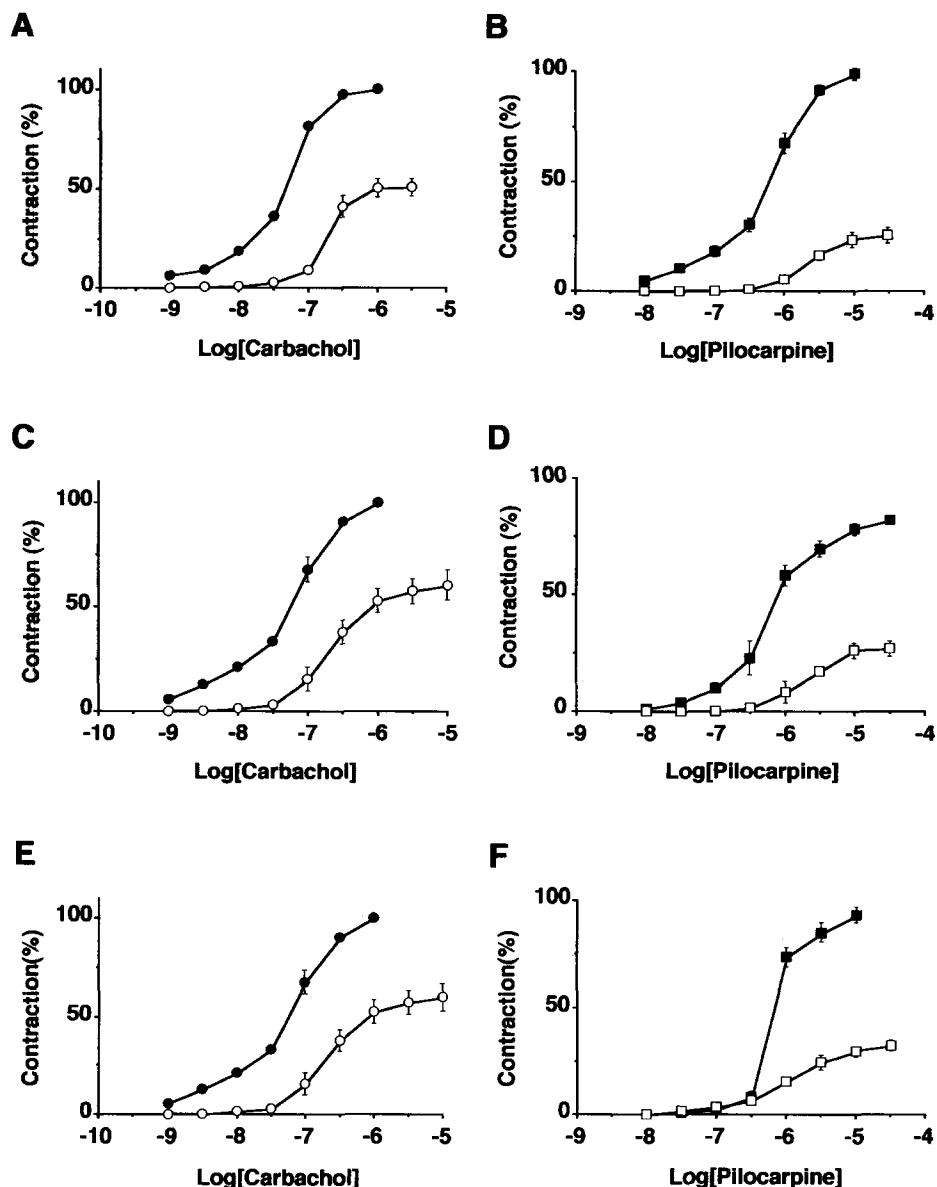 A
Contraction (%)
100
50
0
-10 -9 -8 -7 -6 -5
Log[Carbachol]
B
Contraction (%)
100
50
0
-9 -8 -7 -6 -5 -4
Log[Pilocarpine]
C
Contraction (%)
100
50
0
-10 -9 -8 -7 -6 -5
Log[Carbachol]
D
Contraction (%)
100
50
0
-9 -8 -7 -6 -5 -4
Log[Pilocarpine]
E
Contraction(%)
100
50
0
-10 -9 -8 -7 -6 -5
Log[Carbachol]
F
Contraction(%)
100
50
0
-9 -8 -7 -6 -5 -4
Log[Pilocarpine]